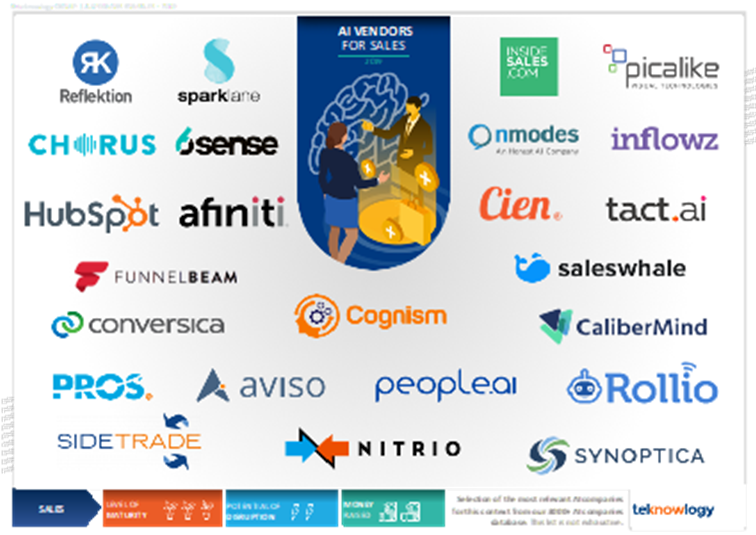 AI VENDORS
FOR SALES
2019
RK
Reflektion
sparklane
INSIDE
SALES
.COM
picalike
VISUAL TECHNOLOGIES
CHORUS
6sense
nmodes
An Honest AI Company
inflowz
HubSpot
afiniti
Cien.
tact.ai
FUNNELBEAM
saleswhale
conversica
Cognism
CaliberMind
PROS
aviso
people.ai
Rollio
SIDETRADE
NITRIO
SYNOPTICA
SALES
LEVEL OF
MATURITY
POTENTIAL OF
DISRUPTION
MONEY
RAISED
Selection of the most relevant AI companies
for this context from our 8000+ AI companies
database. This list is not exhaustive.
teknowlogy